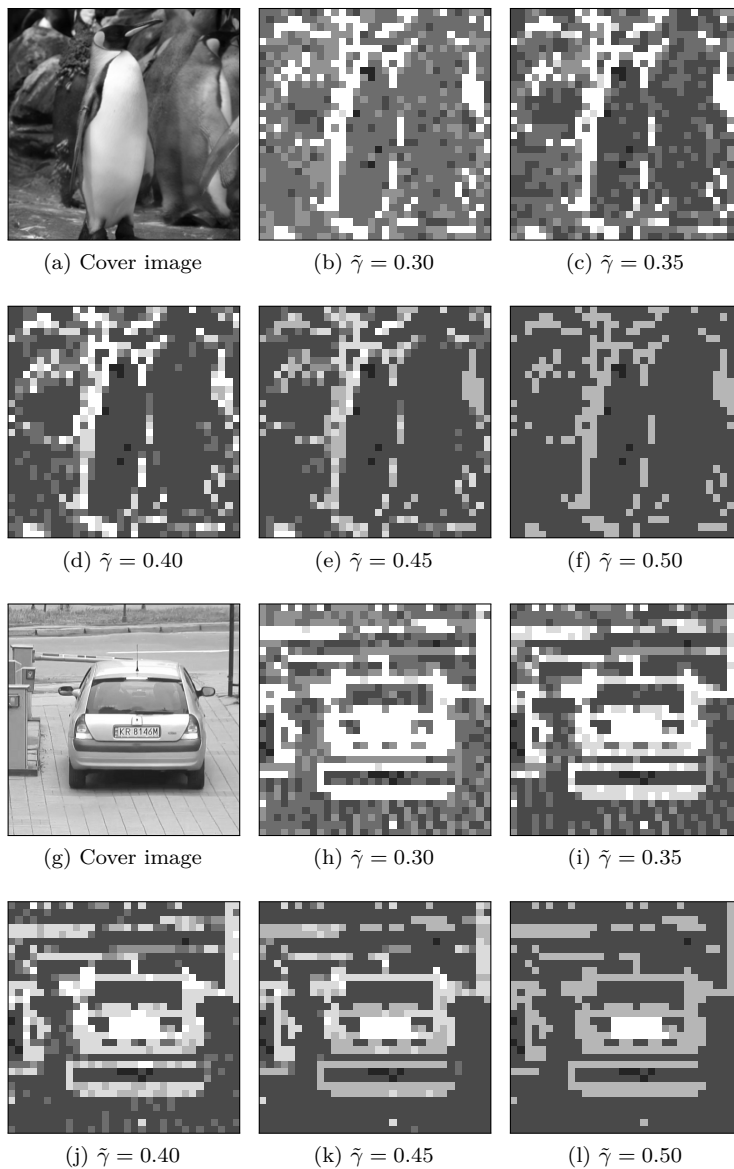 (a) Cover image
(b) γ̃ = 0.30
(c) γ̃ = 0.35
(d) γ̃ = 0.40
(e) γ̃ = 0.45
(f) γ̃ = 0.50
KR 8146M
(g) Cover image
(h) γ̃ = 0.30
(i) γ̃ = 0.35
(j) γ̃ = 0.40
(k) γ̃ = 0.45
(l) γ̃ = 0.50